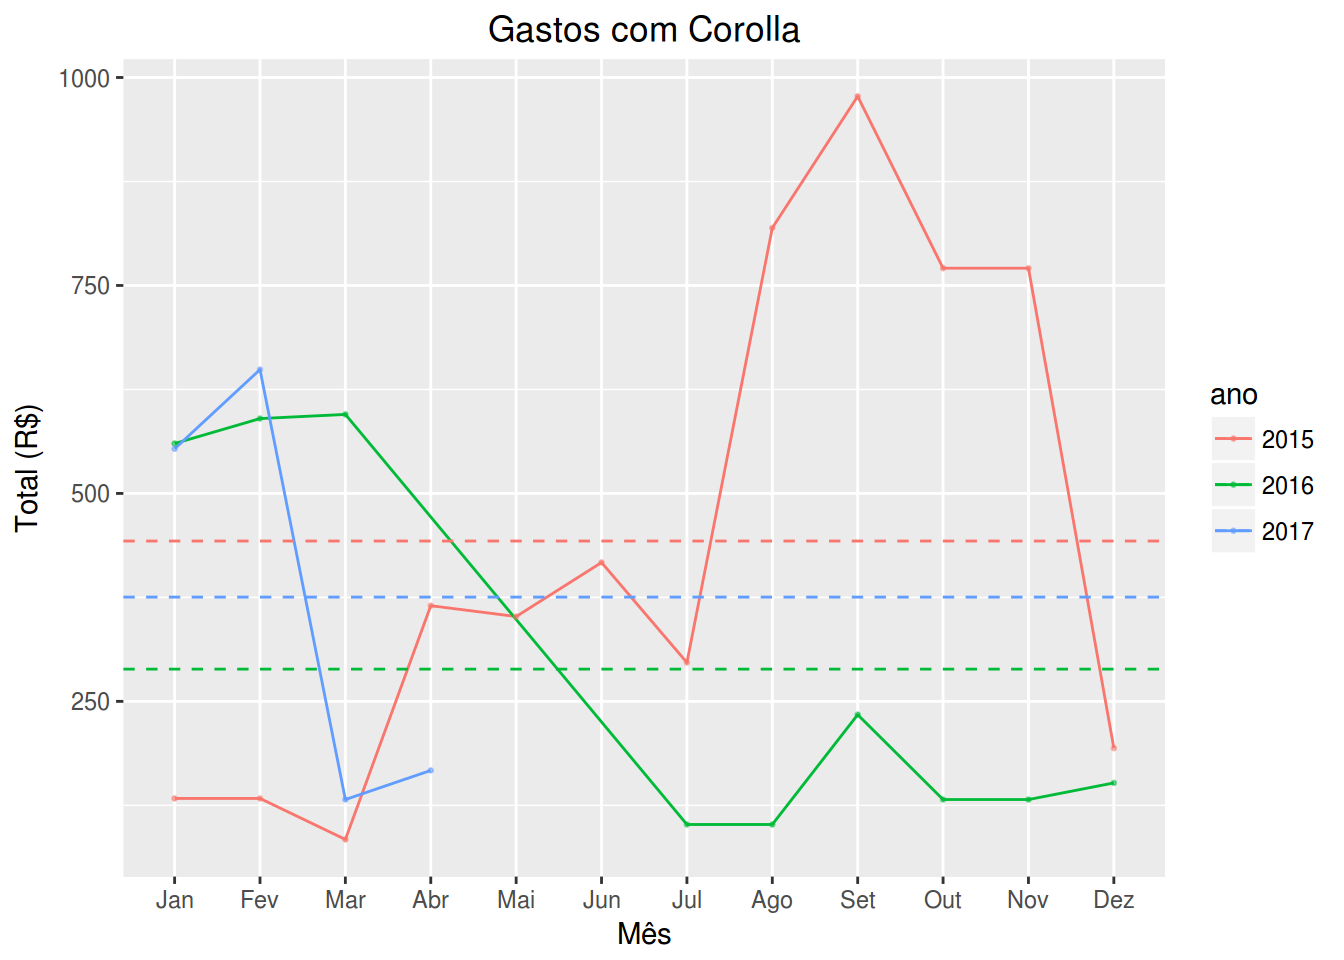 Gastos com Corolla
1000
750
500
250
Total (R$)
Jan Fev Mar Abr Mai Jun Jul Ago Set Out Nov Dez
Mês
ano
2015
2016
2017